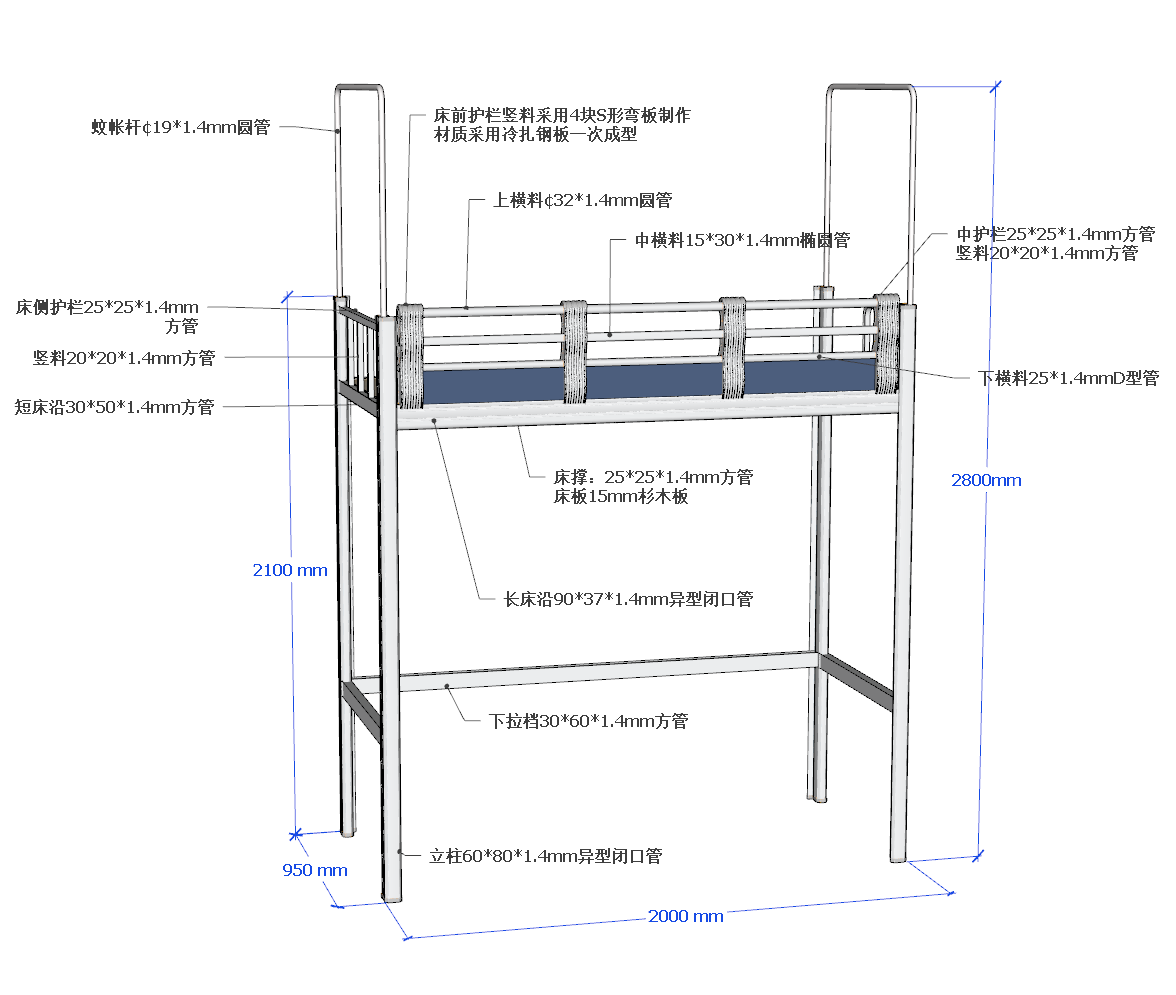 床前护栏竖料采用4块S形弯板制作
材质采用冷扎钢板一次成型
蚊帐杆¢19*1.4mm圆管
上横料¢32*1.4mm圆管
中横料15*30*1.4mm椭圆管
中护栏25*25*1.4mm方管
竖料20*20*1.4mm方管
床侧护栏25*25*1.4mm
方管
竖料20*20*1.4mm方管
下横料25*1.4mmD型管
短床沿30*50*1.4mm方管
床撑：25*25*1.4mm方管
床板15mm杉木板
2800mm
2100 mm
长床沿90*37*1.4mm异型闭口管
下拉档30*60*1.4mm方管
立柱60*80*1.4mm异型闭口管
950 mm
2000 mm